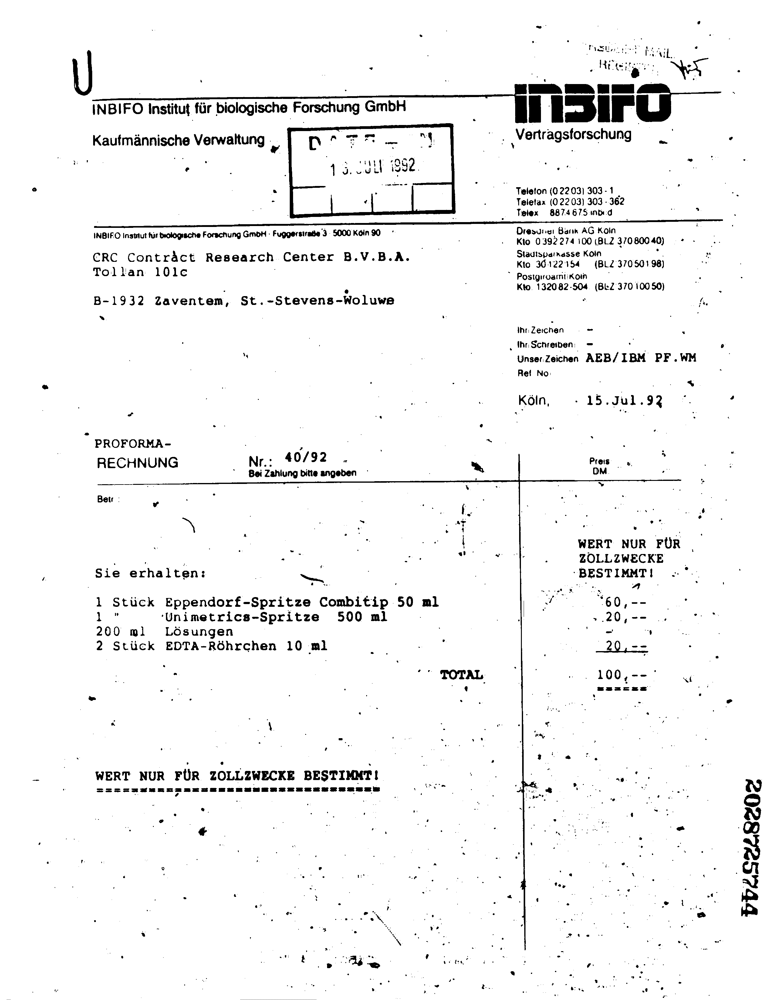 U
MAIL
INBIFO Institut für biologische Forschung GmbH
INBIFO
Kaufmännische Verwaltung
Vertragsforschung
JULI 1992
Telefon (0 22 03) 303 - 1
Telefax (0 22 03) 303 - 362
Telex 8874 675 inbi d
INBIFO Institut für biologische Forschung GmbH · Fuggerstraße 3 · 5000 Köln 90
Dresdner Bank AG Köln
Kto 0 392 274 100 (BLZ 370 800 40)
CRC Contract Research Center B.V.B.A.
Stadtsparkasse Köln
Tollan 101c
Kto 30 122 154 (BLZ 370 501 98)
Postgiroamt Köln
Kto 1320 82-504 (BLZ 370 100 50)
B-1932 Zaventem, St.-Stevens-Woluwe
Ihr Zeichen –
Ihr Schreiben –
Unser Zeichen AEB/IBM PF.WM
Ref No
Köln, 15.Jul.92
PROFORMA-
RECHNUNG Nr.: 40/92
Bei Zahlung bitte angeben
Preis
DM
Betr.:
WERT NUR FÜR
ZOLLZWECKE
Sie erhalten: BESTIMMT!
1 Stück Eppendorf-Spritze Combitip 50 ml 60,--
1 " Unimetrics-Spritze 500 ml 20,--
200 ml Lösungen -
2 Stück EDTA-Röhrchen 10 ml 20,--
TOTAL 100,--
======
WERT NUR FÜR ZOLLZWECKE BESTIMMT!
=================================
2028725744